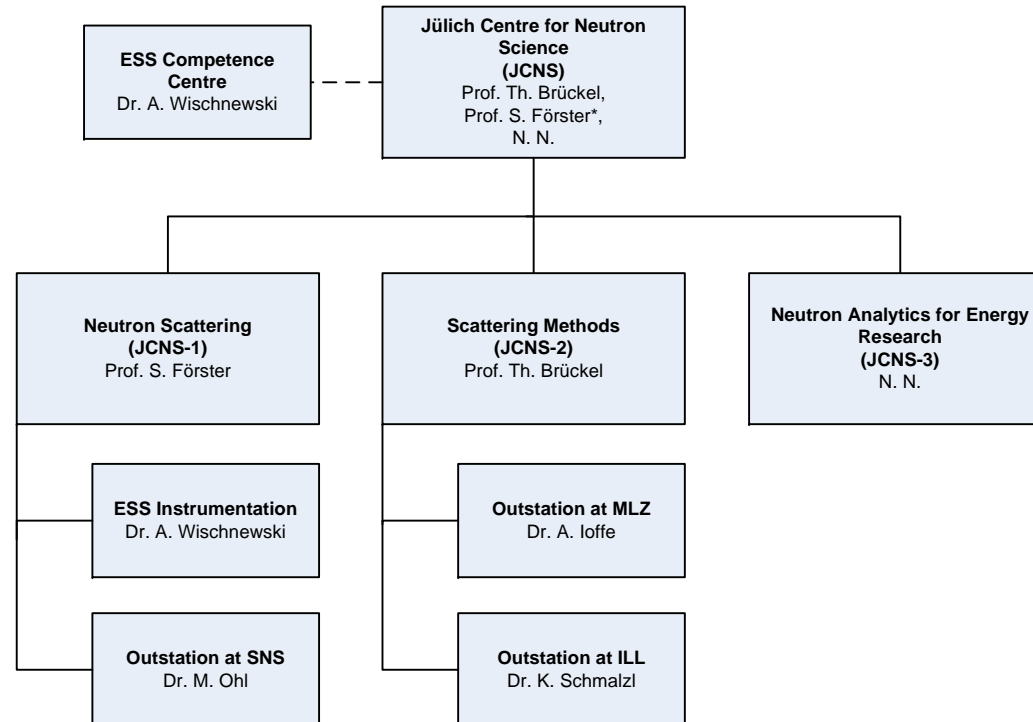 Jülich Centre for Neutron
Science
(JCNS)
Prof. Th. Brückel,
Prof. S. Förster*,
N. N.
ESS Competence
Centre
Dr. A. Wischnewski
Neutron Scattering
(JCNS-1)
Prof. S. Förster
Scattering Methods
(JCNS-2)
Prof. Th. Brückel
Neutron Analytics for Energy
Research
(JCNS-3)
N. N.
ESS Instrumentation
Dr. A. Wischnewski
Outstation at MLZ
Dr. A. Ioffe
Outstation at SNS
Dr. M. Ohl
Outstation at ILL
Dr. K. Schmalzl